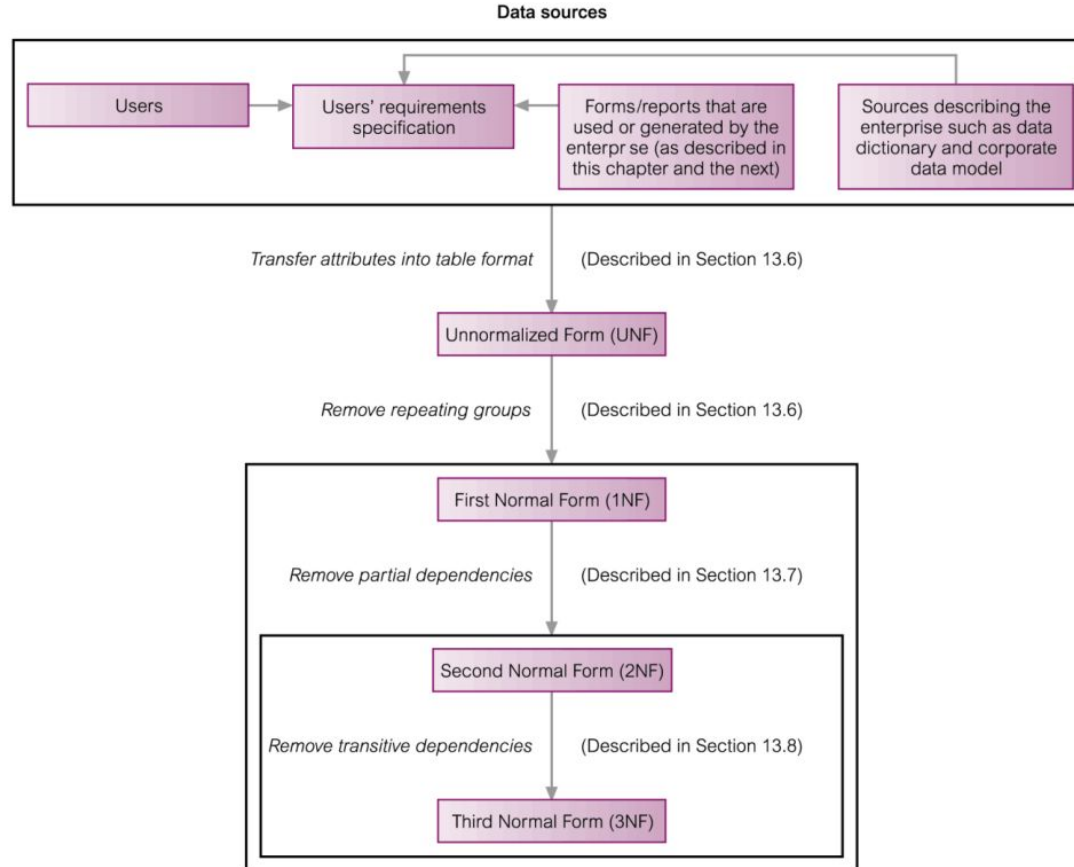 Data sources
Users
Users' requirements
specification
Forms/reports that are
used or generated by the
enterpr se (as described in
this chapter and the next)
Sources describing the
enterprise such as data
dictionary and corporate
data model
Transfer attributes into table format
(Described in Section 13.6)
Unnormalized Form (UNF)
Remove repeating groups
(Described in Section 13.6)
First Normal Form (1NF)
Remove partial dependencies
(Described in Section 13.7)
Second Normal Form (2NF)
Remove transitive dependencies
(Described in Section 13.8)
Third Normal Form (3NF)